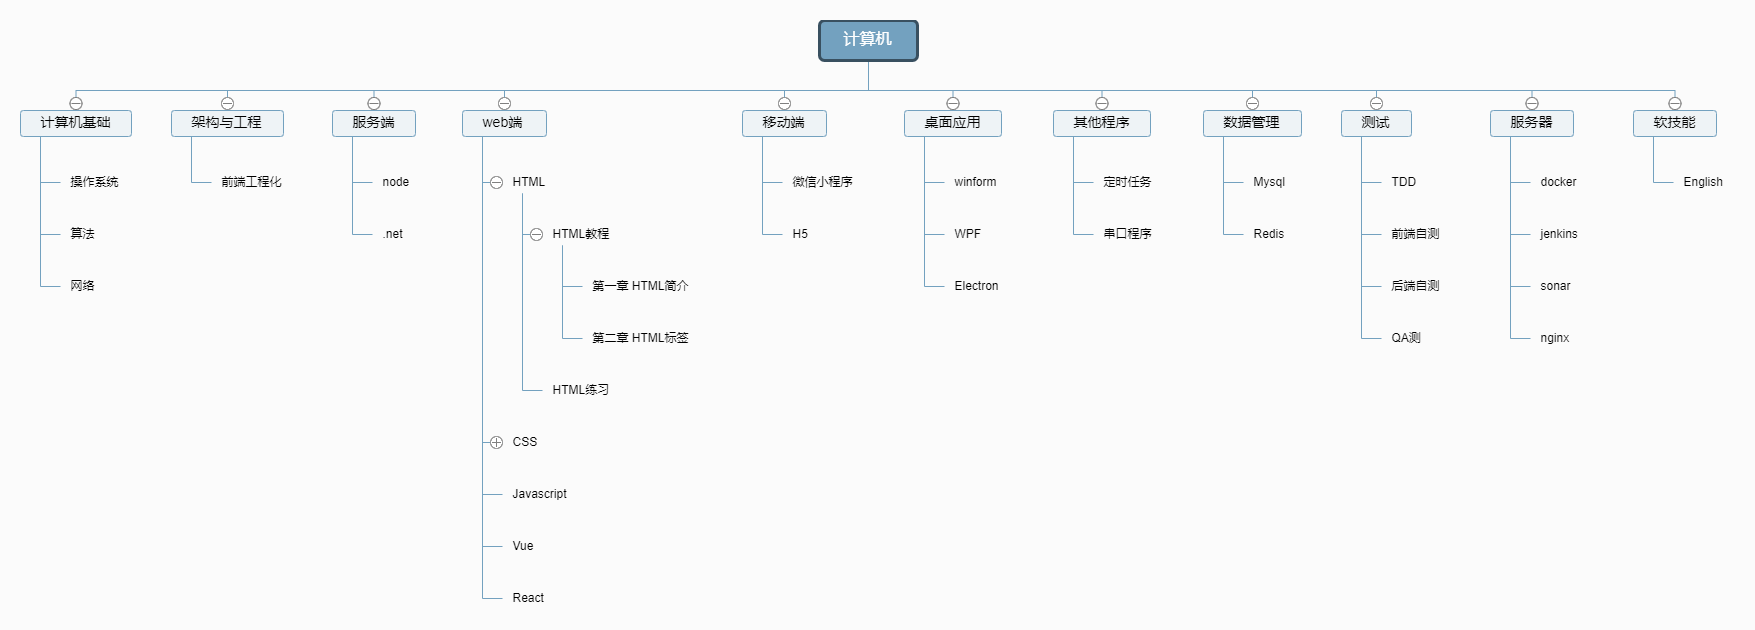 计算机
计算机基础
操作系统
算法
网络
架构与工程
前端工程化
服务端
node
.net
web端
HTML
HTML教程
第一章 HTML简介
第二章 HTML标签
HTML练习
CSS
Javascript
Vue
React
移动端
微信小程序
H5
桌面应用
winform
WPF
Electron
其他程序
定时任务
串口程序
数据管理
Mysql
Redis
测试
TDD
前端自测
后端自测
QA测
服务器
docker
jenkins
sonar
nginx
软技能
English